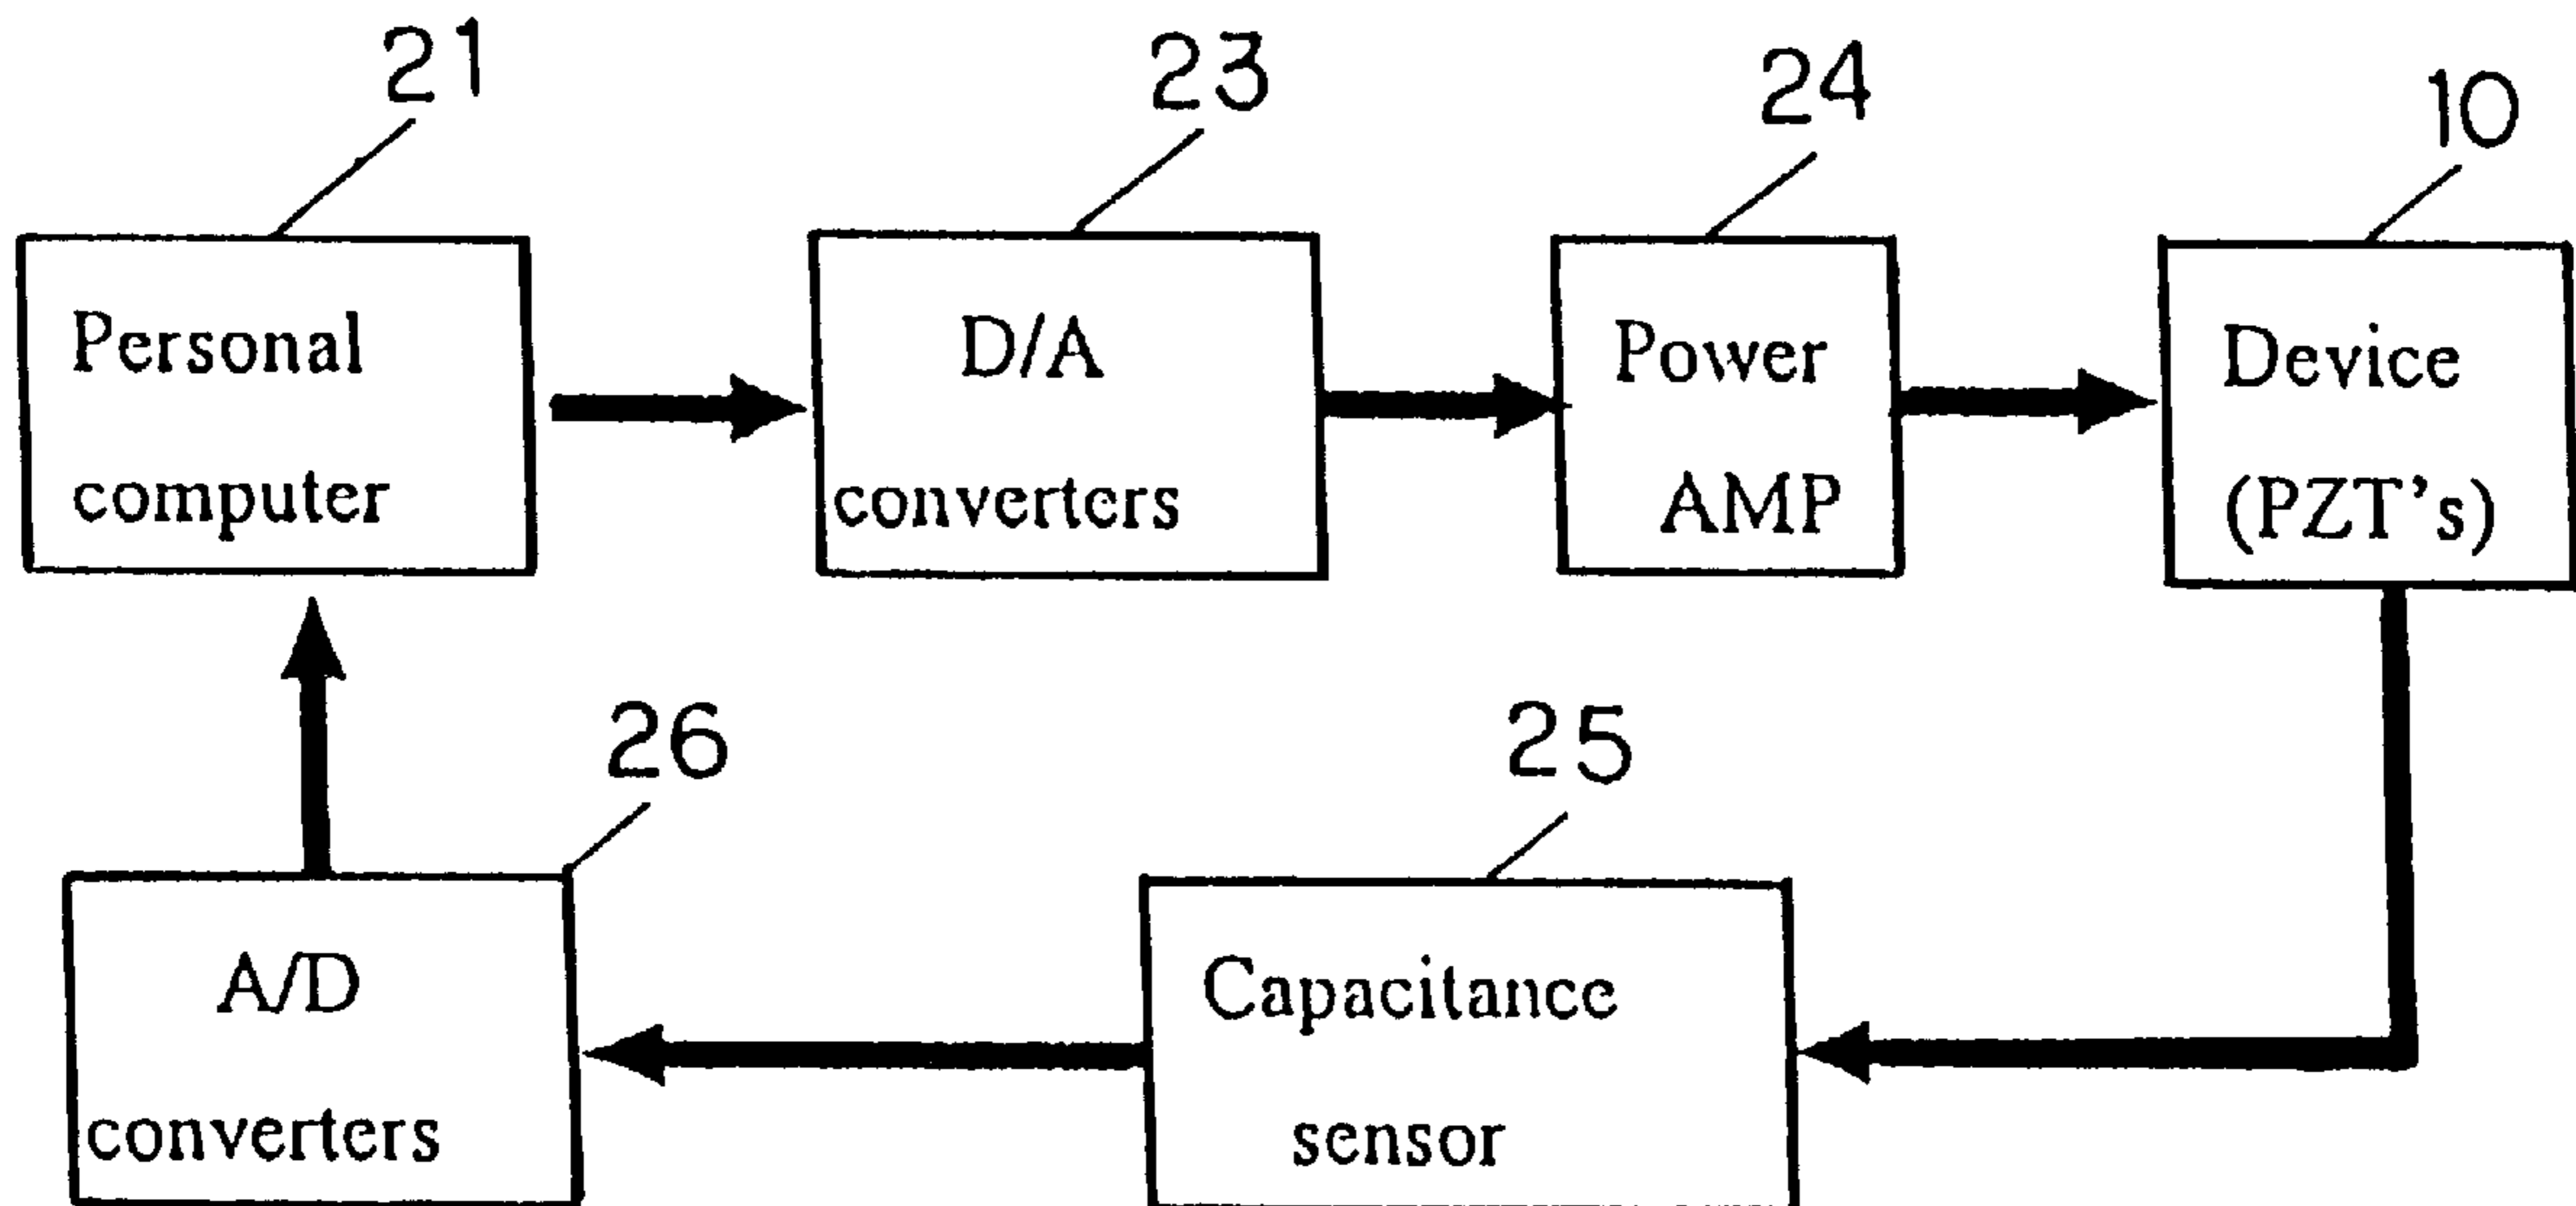 21
23
24
10
Personal
computer
D/A
converters
Power
AMP
Device
(PZT's)
26
25
A/D
converters
Capacitance
sensor